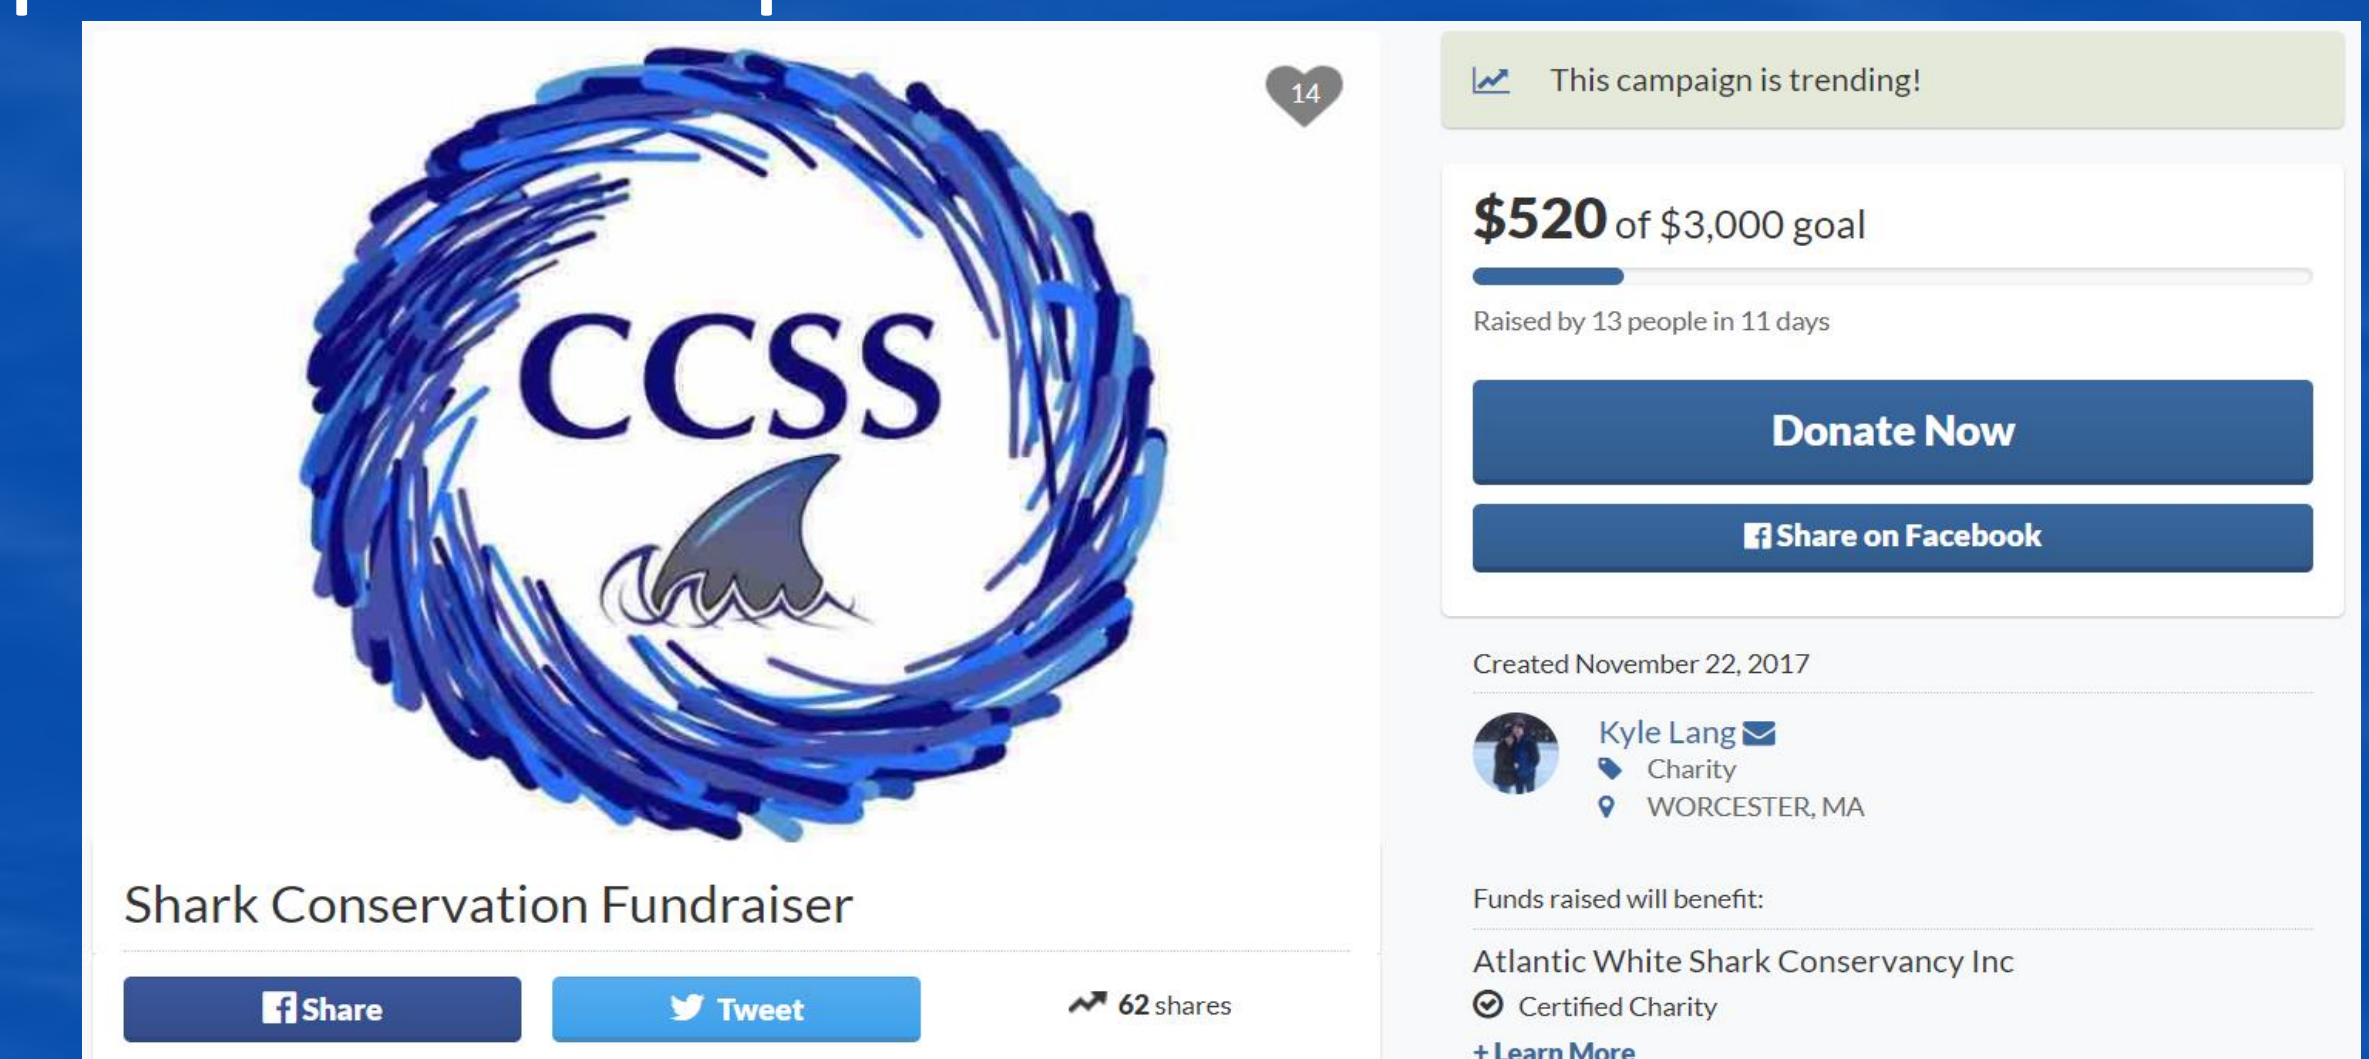 14
CCSS
Shark Conservation Fundraiser
Share
Tweet
62 shares
This campaign is trending!
$520 of $3,000 goal
Raised by 13 people in 11 days
Donate Now
Share on Facebook
Created November 22, 2017
Kyle Lang
Charity
WORCESTER, MA
Funds raised will benefit:
Atlantic White Shark Conservancy Inc
Certified Charity
+ Learn More